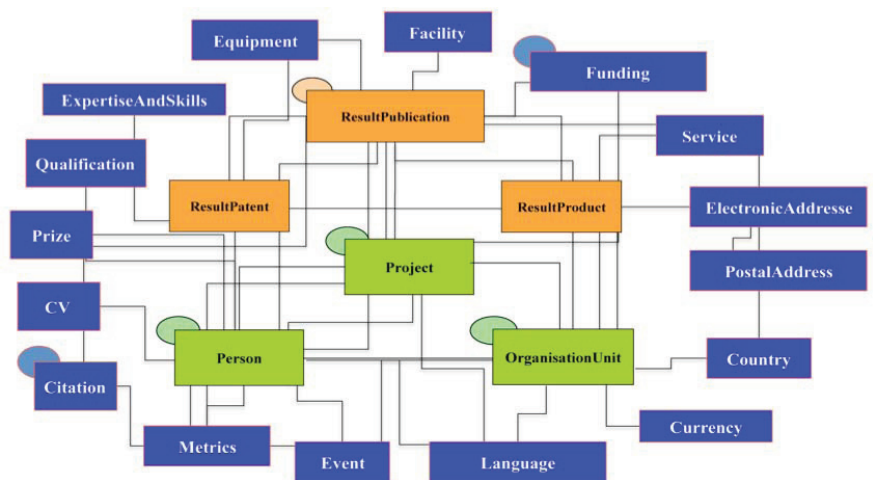 Facility
Equipment
Funding
ExpertiseAndSkills
ResultPublication
Service
Qualification
ResultPatent
ResultProduct
ElectronicAddresse
Prize
Project
PostalAddress
CV
Person
OrganisationUnit
Country
Citation
Currency
Metrics
Event
Language